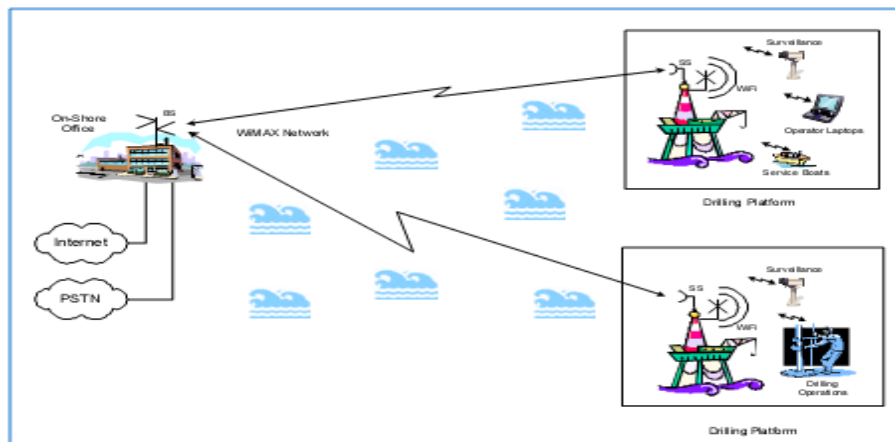 On-Shore
Office
BS
WiMAX Network
Internet
PSTN
SS
WiFi
Surveillance
Operator Laptops
Service Boats
Drilling Platform
SS
WiFi
Surveillance
Drilling
Operations
Drilling Platform